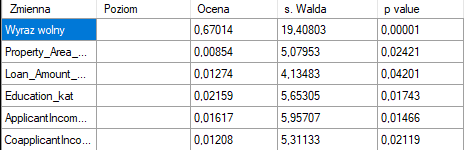 Zmienna Poziom Ocena s. Walda p value
Wyraz wolny 0,67014 19,40803 0,00001
Property_Area_... 0,00854 5,07953 0,02421
Loan_Amount_... 0,01274 4,13483 0,04201
Education_kat 0,02159 5,65305 0,01743
ApplicantIncom... 0,01617 5,95707 0,01466
CoapplicantInco... 0,01208 5,31133 0,02119